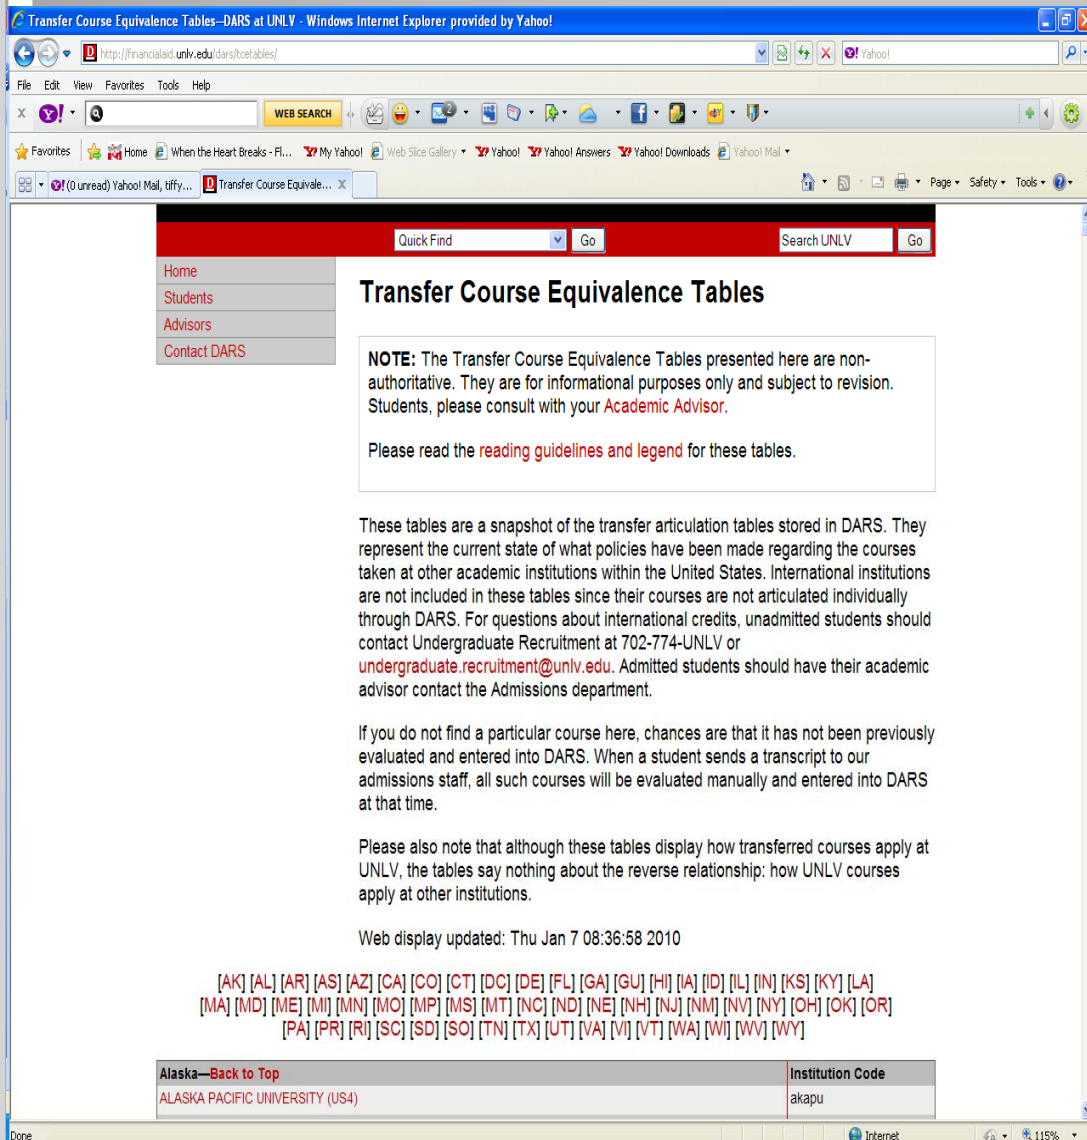 Transfer Course Equivalence Tables--DARS at UNLV - Windows Internet Explorer provided by Yahoo!
http://financialaid.unlv.edu/dars/tcetables/
Yahoo!
File Edit View Favorites Tools Help
WEB SEARCH
2
Favorites Home When the Heart Breaks - Fl... My Yahoo! Web Slice Gallery Yahoo! Yahoo! Answers Yahoo! Downloads Yahoo! Mail
(0 unread) Yahoo! Mail, tiffy... Transfer Course Equivale... X Page Safety Tools
Quick Find Go Search UNLV Go
Home
Students
Advisors
Contact DARS
Transfer Course Equivalence Tables
NOTE: The Transfer Course Equivalence Tables presented here are non-
authoritative. They are for informational purposes only and subject to revision.
Students, please consult with your Academic Advisor.
Please read the reading guidelines and legend for these tables.
These tables are a snapshot of the transfer articulation tables stored in DARS. They
represent the current state of what policies have been made regarding the courses
taken at other academic institutions within the United States. International institutions
are not included in these tables since their courses are not articulated individually
through DARS. For questions about international credits, unadmitted students should
contact Undergraduate Recruitment at 702-774-UNLV or
undergraduate.recruitment@unlv.edu. Admitted students should have their academic
advisor contact the Admissions department.
If you do not find a particular course here, chances are that it has not been previously
evaluated and entered into DARS. When a student sends a transcript to our
admissions staff, all such courses will be evaluated manually and entered into DARS
at that time.
Please also note that although these tables display how transferred courses apply at
UNLV, the tables say nothing about the reverse relationship: how UNLV courses
apply at other institutions.
Web display updated: Thu Jan 7 08:36:58 2010
[AK] [AL] [AR] [AS] [AZ] [CA] [CO] [CT] [DC] [DE] [FL] [GA] [GU] [HI] [IA] [ID] [IL] [IN] [KS] [KY] [LA]
[MA] [MD] [ME] [MI] [MN] [MO] [MP] [MS] [MT] [NC] [ND] [NE] [NH] [NJ] [NM] [NV] [NY] [OH] [OK] [OR]
[PA] [PR] [RI] [SC] [SD] [SO] [TN] [TX] [UT] [VA] [VI] [VT] [WA] [WI] [WV] [WY]
Alaska—Back to Top Institution Code
ALASKA PACIFIC UNIVERSITY (US4) akapu
Done Internet 115%